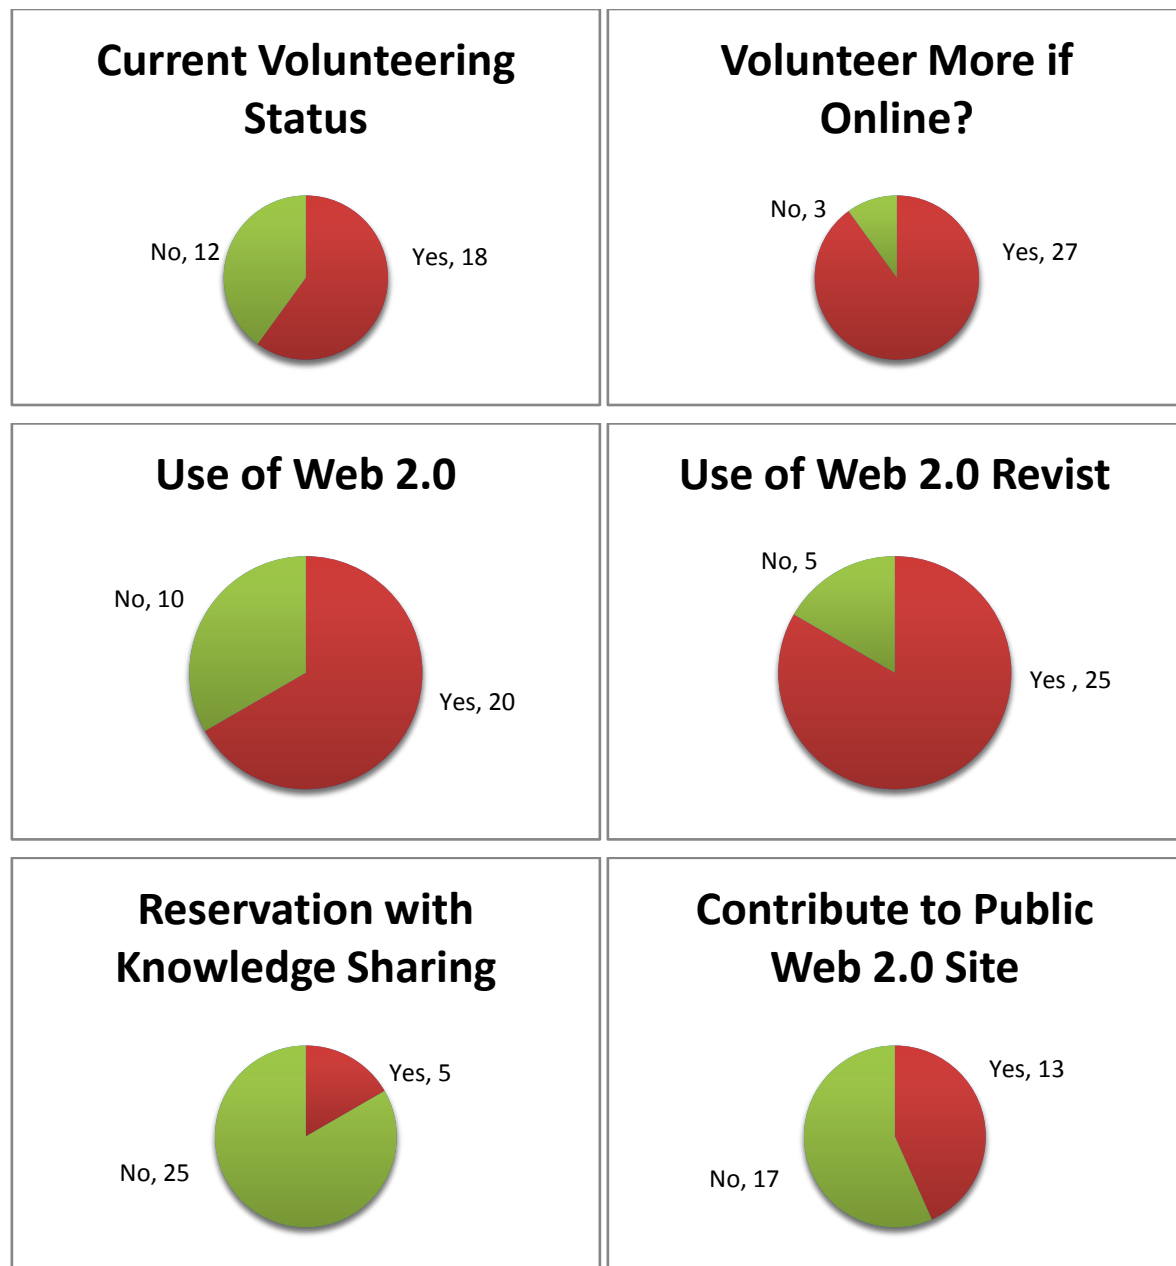 Current Volunteering
Status
No, 12
Yes, 18
Volunteer More if
Online?
No, 3
Yes, 27
Use of Web 2.0
No, 10
Yes, 20
Use of Web 2.0 Revist
No, 5
Yes , 25
Reservation with
Knowledge Sharing
Yes, 5
No, 25
Contribute to Public
Web 2.0 Site
Yes, 13
No, 17